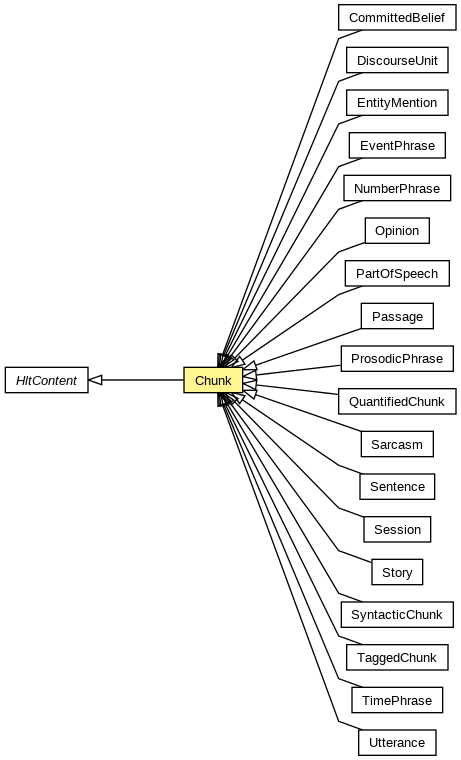 CommittedBelief
DiscourseUnit
EntityMention
EventPhrase
NumberPhrase
Opinion
PartOfSpeech
Passage
ProsodicPhrase
HltContent
Chunk
QuantifiedChunk
Sarcasm
Sentence
Session
Story
SyntacticChunk
TaggedChunk
TimePhrase
Utterance